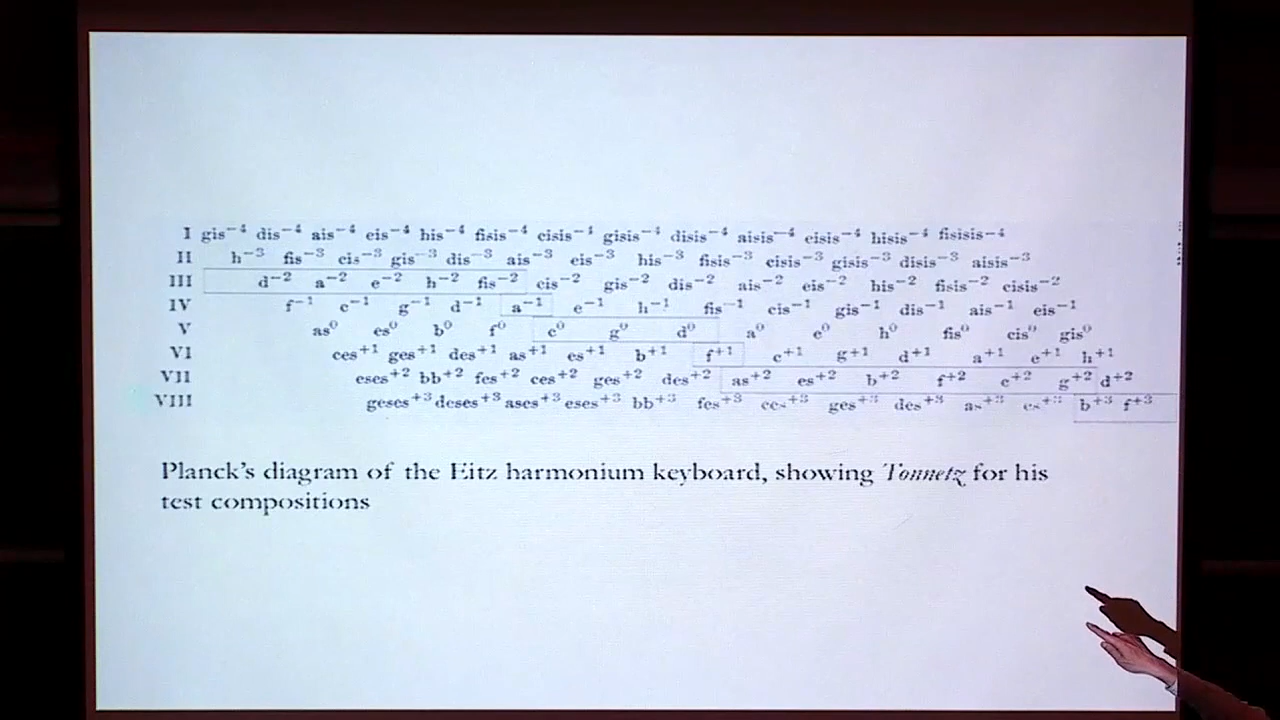 I gis⁻⁴ dis⁻⁴ ais⁻⁴ eis⁻⁴ his⁻⁴ fisis⁻⁴ cisis⁻⁴ gisis⁻⁴ disis⁻⁴ aisis⁻⁴ eisis⁻⁴ hisis⁻⁴ fisisis⁻⁴
II h⁻³ fis⁻³ cis⁻³ gis⁻³ dis⁻³ ais⁻³ eis⁻³ his⁻³ fisis⁻³ cisis⁻³ gisis⁻³ disis⁻³ aisis⁻³
III d⁻² a⁻² e⁻² h⁻² fis⁻² cis⁻² gis⁻² dis⁻² ais⁻² eis⁻² his⁻² fisis⁻² cisis⁻²
IV f⁻¹ c⁻¹ g⁻¹ d⁻¹ a⁻¹ e⁻¹ h⁻¹ fis⁻¹ cis⁻¹ gis⁻¹ dis⁻¹ ais⁻¹ eis⁻¹
V as⁰ es⁰ b⁰ f⁰ c⁰ g⁰ d⁰ a⁰ e⁰ h⁰ fis⁰ cis⁰ gis⁰
VI ces⁺¹ ges⁺¹ des⁺¹ as⁺¹ es⁺¹ b⁺¹ f⁺¹ c⁺¹ g⁺¹ d⁺¹ a⁺¹ e⁺¹ h⁺¹
VII eses⁺² bb⁺² fes⁺² ces⁺² ges⁺² des⁺² as⁺² es⁺² b⁺² f⁺² c⁺² g⁺² d⁺²
VIII geses⁺³ deses⁺³ ases⁺³ eses⁺³ bb⁺³ fes⁺³ ces⁺³ ges⁺³ des⁺³ as⁺³ es⁺³ b⁺³ f⁺³
Planck's diagram of the Eitz harmonium keyboard, showing Tonnetz for his
test compositions